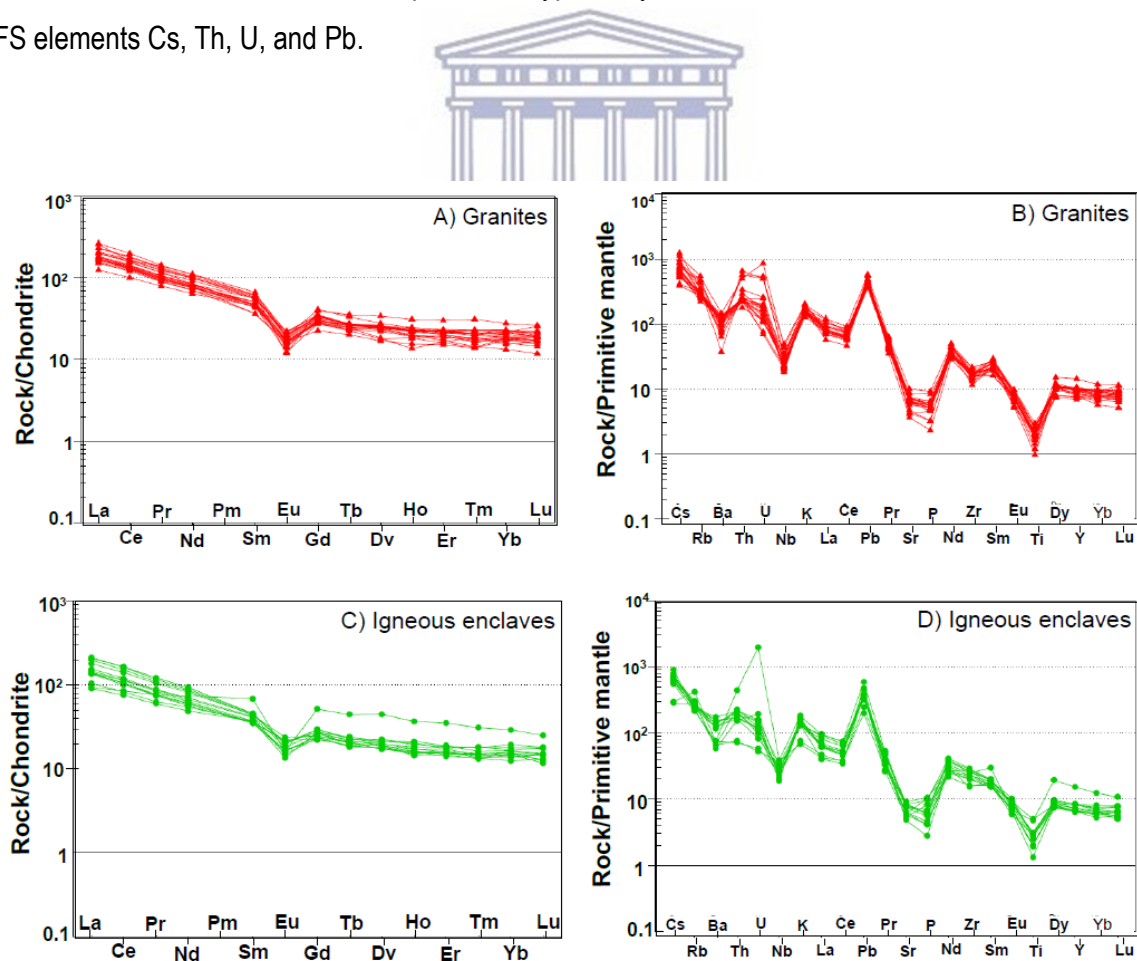 FS elements Cs, Th, U, and Pb.
A) Granites
Rock/Chondrite
10³
10²
10
1
0.1
La Pr Pm Eu Tb Ho Tm Lu
Ce Nd Sm Gd Dv Er Yb
B) Granites
Rock/Primitive mantle
10⁴
10³
10²
10
1
0.1
Cs Ba U K Ce Pr P Zr Eu Dy Yb
Rb Th Nb La Pb Sr Nd Sm Ti Y Lu
C) Igneous enclaves
Rock/Chondrite
10³
10²
10
1
0.1
La Pr Pm Eu Tb Ho Tm Lu
Ce Nd Sm Gd Dv Er Yb
D) Igneous enclaves
Rock/Primitive mantle
10⁴
10³
10²
10
1
0.1
Cs Ba U K Ce Pr P Zr Eu Dy Yb
Rb Th Nb La Pb Sr Nd Sm Ti Y Lu